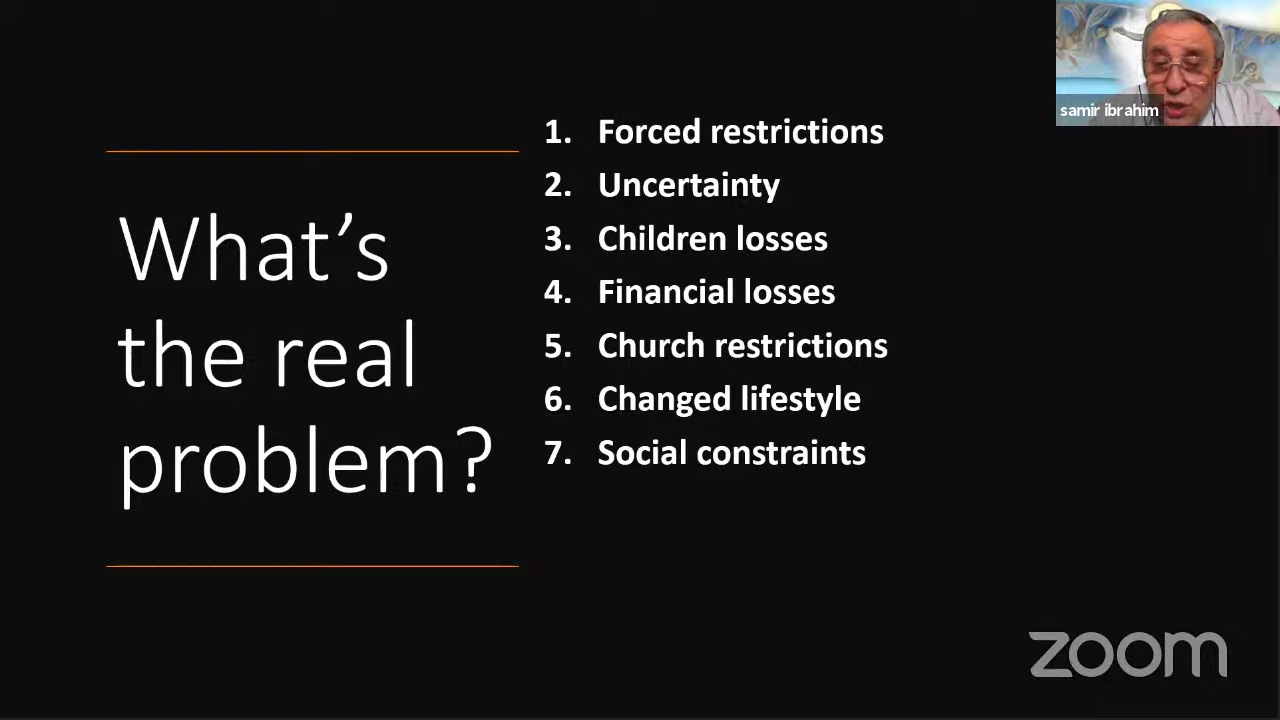 What’s
the real
problem?
1. Forced restrictions
2. Uncertainty
3. Children losses
4. Financial losses
5. Church restrictions
6. Changed lifestyle
7. Social constraints
samir ibrahim
zoom